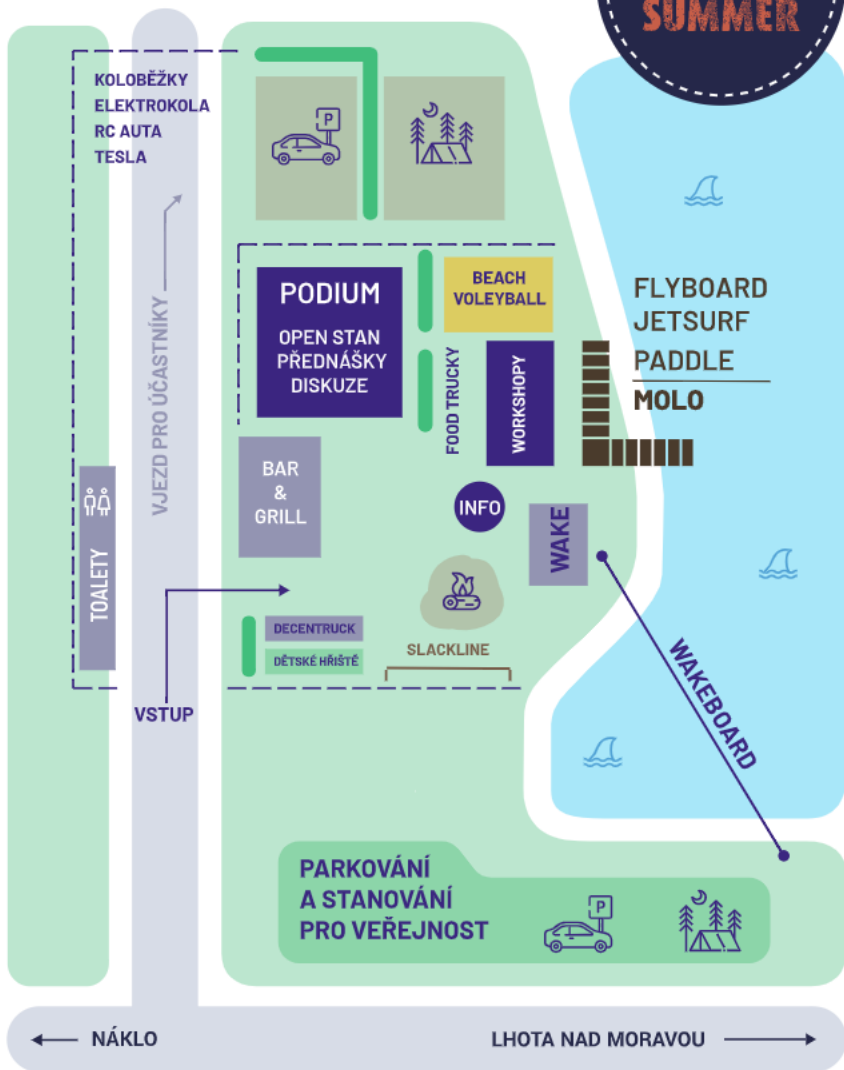 SUMMER
KOLOBĚŽKY
ELEKTROKOLA
RC AUTA
TESLA
P
VJEZD PRO ÚČASTNÍKY
PODIUM
OPEN STAN
PŘEDNÁŠKY
DISKUZE
BEACH
VOLEYBALL
FOOD TRUCKY
WORKSHOPY
FLYBOARD
JETSURF
PADDLE
MOLO
BAR
&
GRILL
INFO
WAKE
TOALETY
DECENTRUCK
DĚTSKÉ HŘIŠTĚ
SLACKLINE
VSTUP
WAKEBOARD
PARKOVÁNÍ
A STANOVÁNÍ
PRO VEŘEJNOST
P
NÁKLO
LHOTA NAD MORAVOU